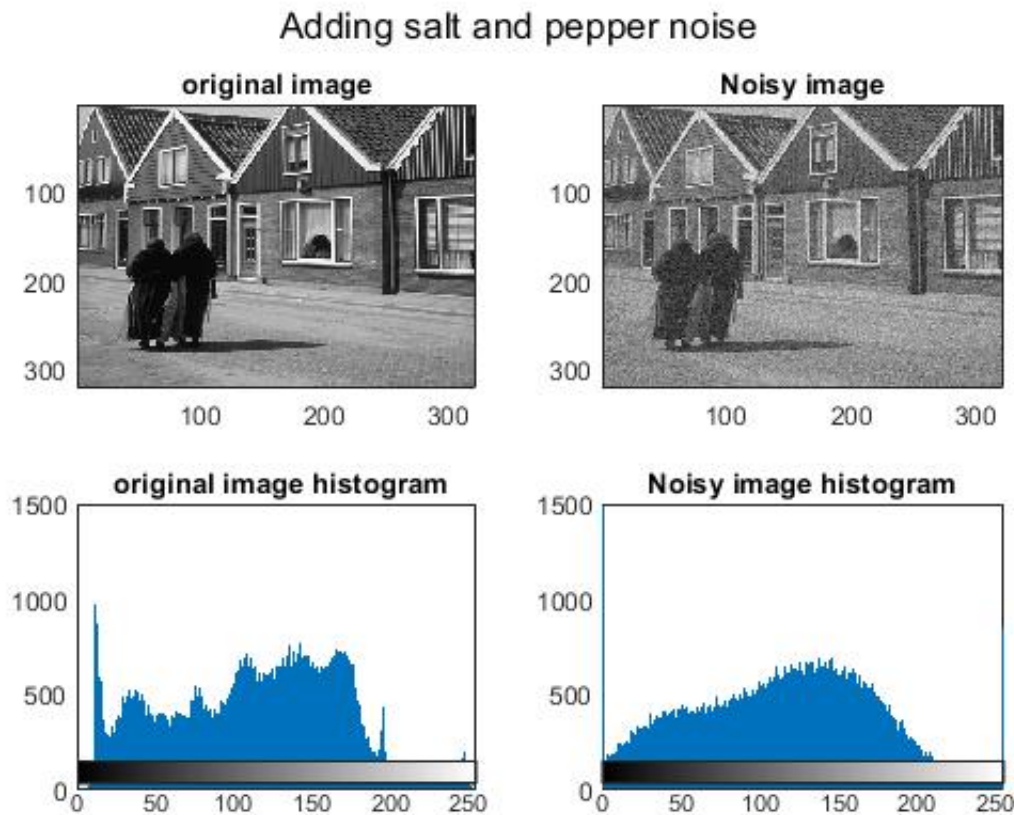 Adding salt and pepper noise
original image
100
200
300
100 200 300
Noisy image
100
200
300
100 200 300
original image histogram
1500
1000
500
0
0 50 100 150 200 250
Noisy image histogram
1500
1000
500
0
0 50 100 150 200 250